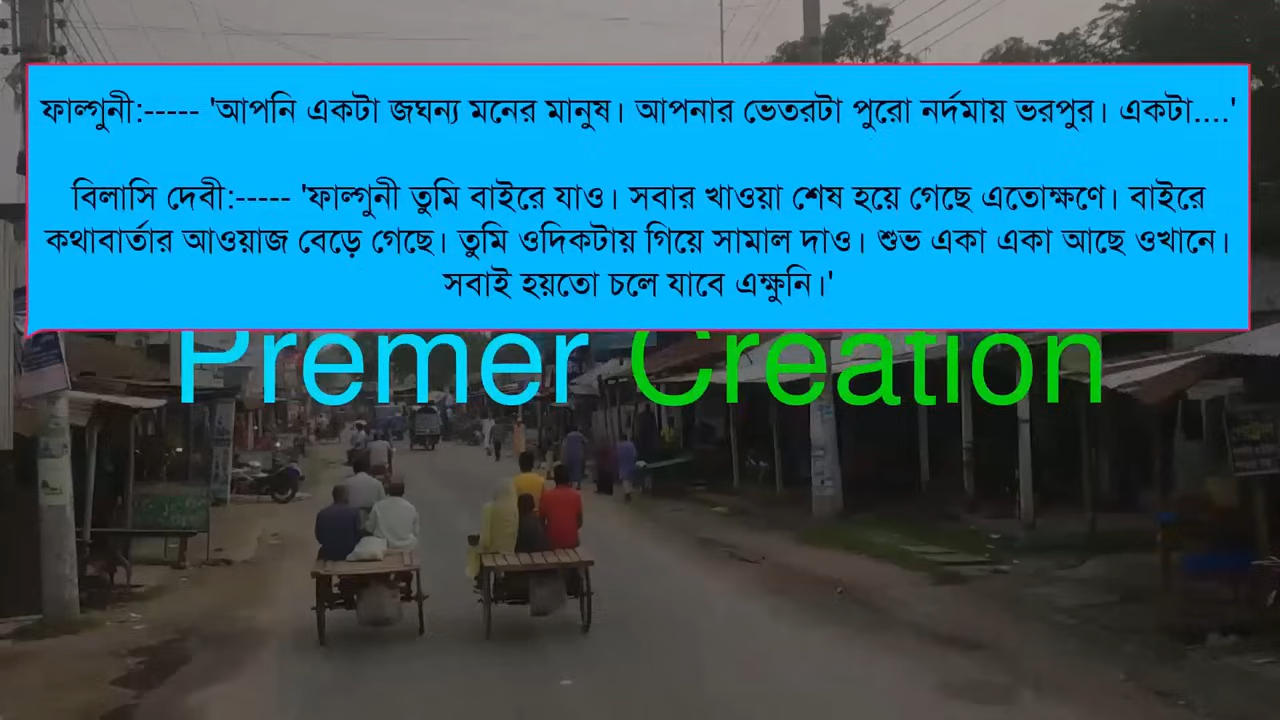 ফাল্গুনী:----- 'আপনি একটা জঘন্য মনের মানুষ। আপনার ভেতরটা পুরো নর্দমায় ভরপুর। একটা....'
বিলাসি দেবী:----- 'ফাল্গুনী তুমি বাইরে যাও। সবার খাওয়া শেষ হয়ে গেছে এতোক্ষণে। বাইরে
কথাবার্তার আওয়াজ বেড়ে গেছে। তুমি ওদিকটায় গিয়ে সামাল দাও। শুভ একা একা আছে ওখানে।
সবাই হয়তো চলে যাবে এক্ষুনি।'
Premer Creation